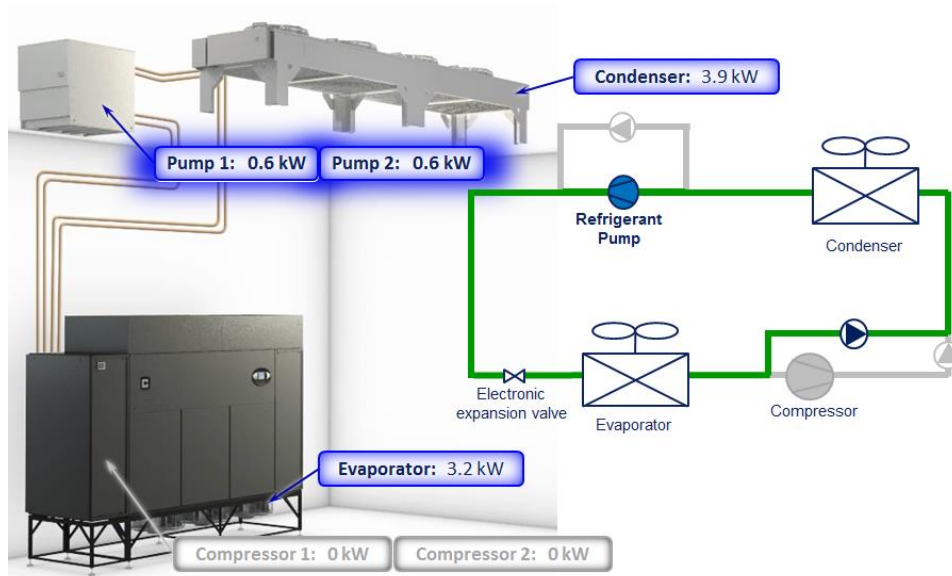 Condenser: 3.9 kW
Pump 1: 0.6 kW
Pump 2: 0.6 kW
Refrigerant
Pump
Condenser
Electronic
expansion valve
Evaporator
Compressor
Evaporator: 3.2 kW
Compressor 1: 0 kW
Compressor 2: 0 kW